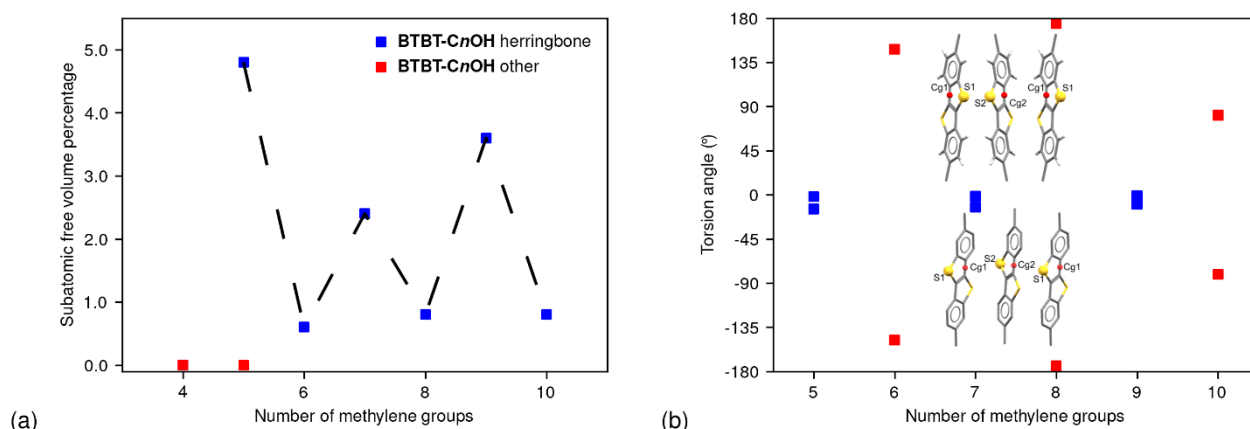 BTBT-CnOH herringbone
BTBT-CnOH other
Subatomic free volume percentage
5.0
4.0
3.0
2.0
1.0
0.0
4
6
8
10
Number of methylene groups
(a)
Torsion angle (º)
180
135
90
45
0
-45
-90
-135
-180
Cg1 S1 S2 Cg2 Cg1 S1
S1 Cg1 S2 Cg2 S1 Cg1
5
6
7
8
9
10
Number of methylene groups
(b)